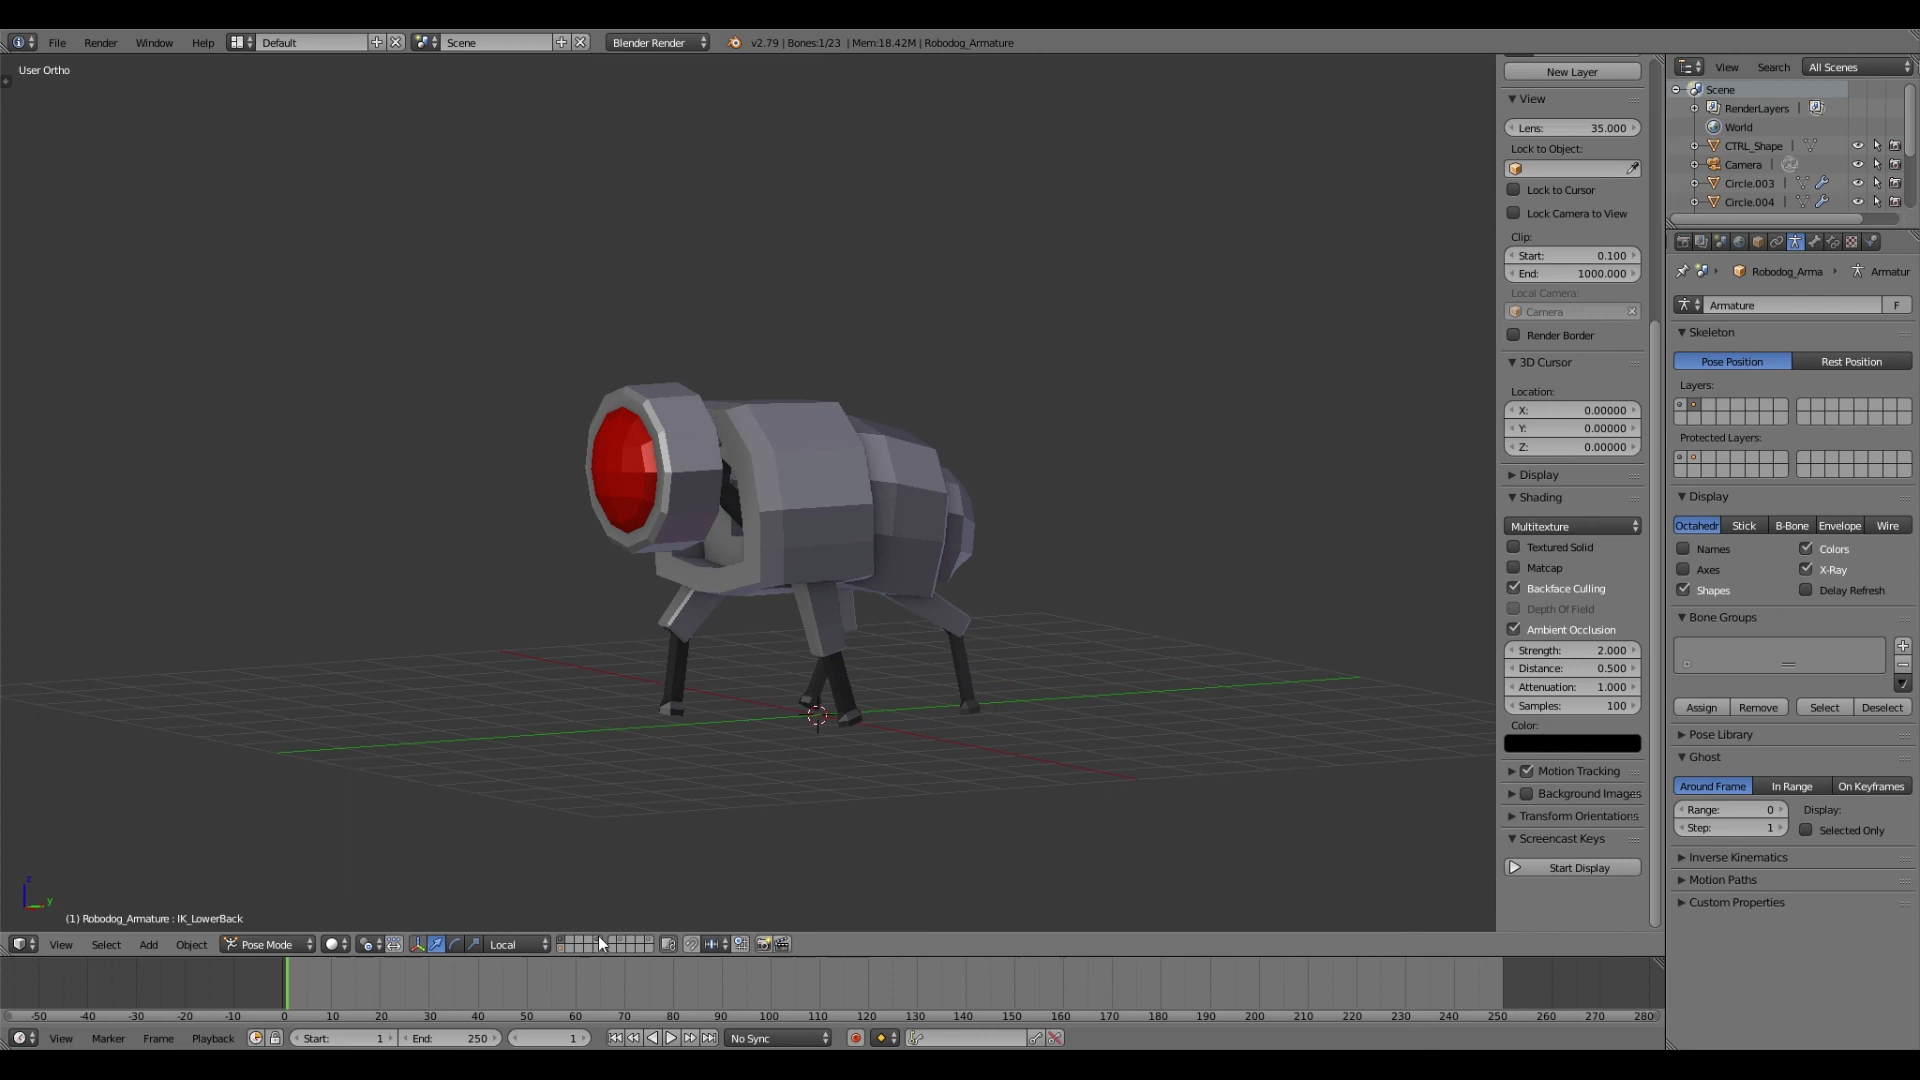 File Render Window Help Default Scene Blender Render v2.79 | Bones:1/23 | Mem:18.42M | Robodog_Armature
User Ortho
New Layer
View
Lens: 35.000
Lock to Object:
Lock to Cursor
Lock Camera to View
Clip:
Start: 0.100
End: 1000.000
Local Camera:
Camera
Render Border
3D Cursor
Location:
X: 0.00000
Y: 0.00000
Z: 0.00000
Display
Shading
Multitexture
Textured Solid
Matcap
Backface Culling
Depth Of Field
Ambient Occlusion
Strength: 2.000
Distance: 0.500
Attenuation: 1.000
Samples: 100
Color:
Motion Tracking
Background Images
Transform Orientations
Screencast Keys
Start Display
View Search All Scenes
Scene
RenderLayers |
World
CTRL_Shape |
Camera |
Circle.003 |
Circle.004 |
Robodog_Arma Armatur
Armature F
Skeleton
Pose Position Rest Position
Layers:
Protected Layers:
Display
Octahedr Stick B-Bone Envelope Wire
Names Colors
Axes X-Ray
Shapes Delay Refresh
Bone Groups
Assign Remove Select Deselect
Pose Library
Ghost
Around Frame In Range On Keyframes
Range: 0 Display:
Step: 1 Selected Only
Inverse Kinematics
Motion Paths
Custom Properties
z
y
(1) Robodog_Armature : IK_LowerBack
View Select Add Object Pose Mode Local
-50 -40 -30 -20 -10 0 10 20 30 40 50 60 70 80 90 100 110 120 130 140 150 160 170 180 190 200 210 220 230 240 250 260 270 280
View Marker Frame Playback Start: 1 End: 250 1 No Sync